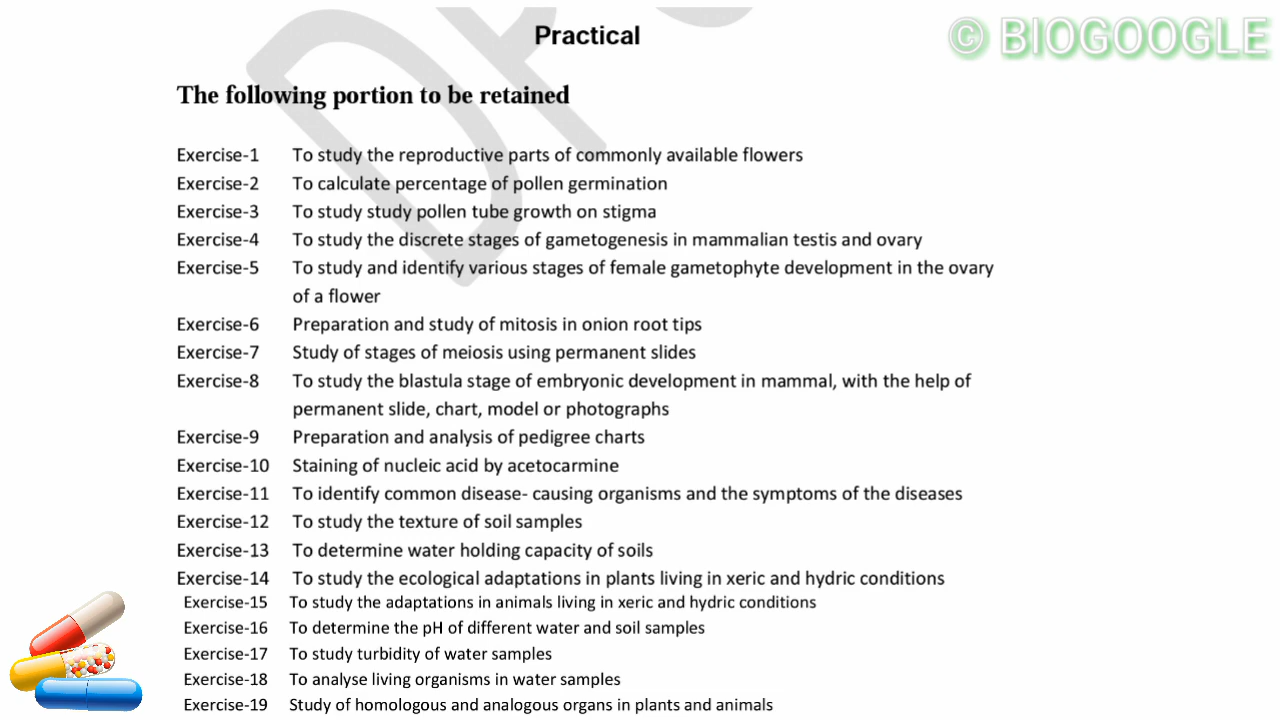 Practical
© BIOGOOGLE
The following portion to be retained
Exercise-1 To study the reproductive parts of commonly available flowers
Exercise-2 To calculate percentage of pollen germination
Exercise-3 To study study pollen tube growth on stigma
Exercise-4 To study the discrete stages of gametogenesis in mammalian testis and ovary
Exercise-5 To study and identify various stages of female gametophyte development in the ovary
of a flower
Exercise-6 Preparation and study of mitosis in onion root tips
Exercise-7 Study of stages of meiosis using permanent slides
Exercise-8 To study the blastula stage of embryonic development in mammal, with the help of
permanent slide, chart, model or photographs
Exercise-9 Preparation and analysis of pedigree charts
Exercise-10 Staining of nucleic acid by acetocarmine
Exercise-11 To identify common disease- causing organisms and the symptoms of the diseases
Exercise-12 To study the texture of soil samples
Exercise-13 To determine water holding capacity of soils
Exercise-14 To study the ecological adaptations in plants living in xeric and hydric conditions
Exercise-15 To study the adaptations in animals living in xeric and hydric conditions
Exercise-16 To determine the pH of different water and soil samples
Exercise-17 To study turbidity of water samples
Exercise-18 To analyse living organisms in water samples
Exercise-19 Study of homologous and analogous organs in plants and animals